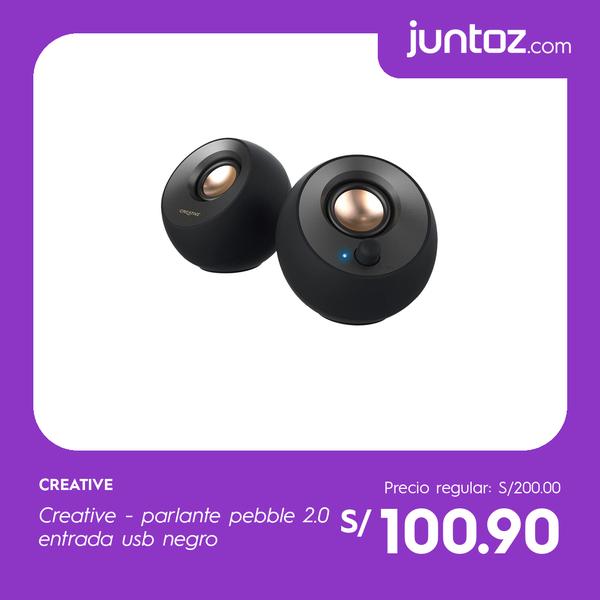 juntoz.com
CREATIVE
CREATIVE
Precio regular: S/200.00
Creative - parlante pebble 2.0
entrada usb negro
S/100.90